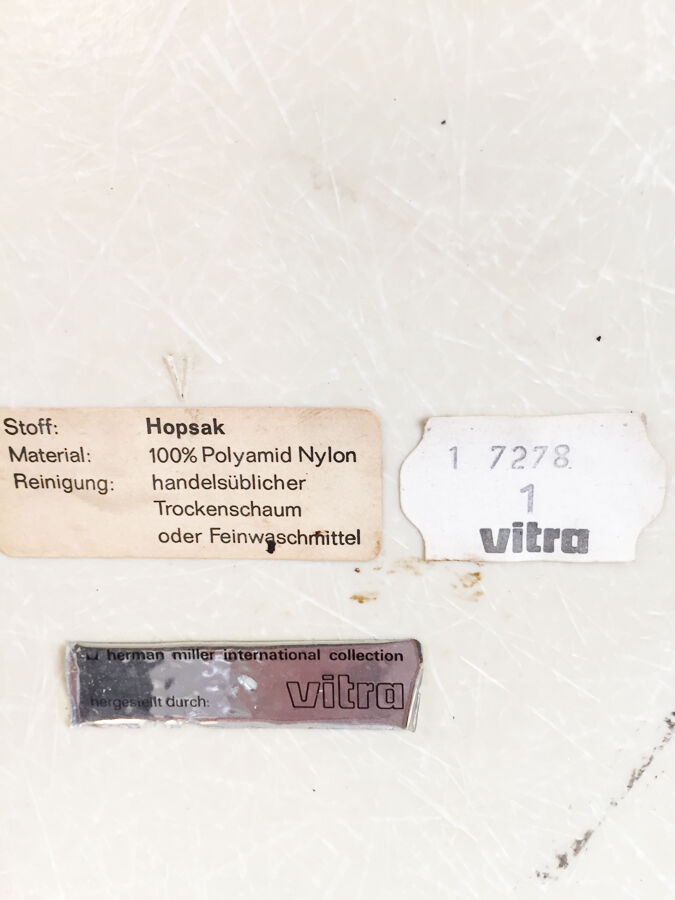 Stoff: Hopsak
Material: 100% Polyamid Nylon
Reinigung: handelsüblicher
Trockenschaum
oder Feinwaschmittel
1 7278
1
vitra
herman miller international collection
hergestellt durch: vitra